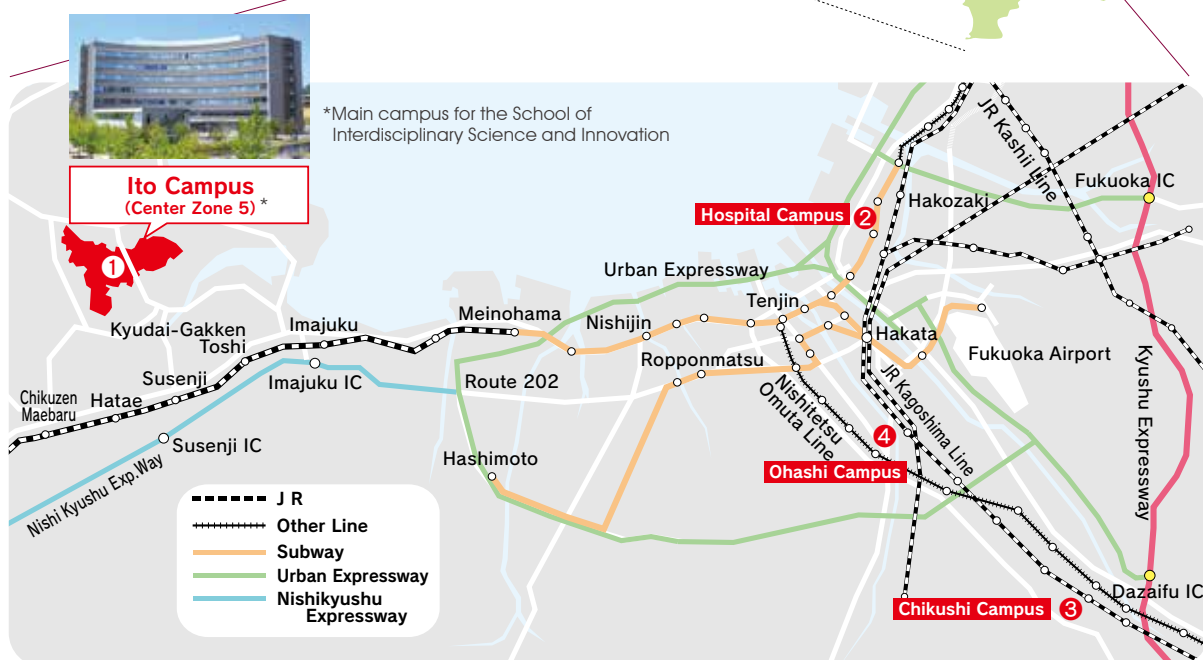 *Main campus for the School of
Interdisciplinary Science and Innovation
Ito Campus
(Center Zone 5) *
1
JR Kashii Line
Fukuoka IC
Hospital Campus 2
Hakozaki
Urban Expressway
Tenjin
Meinohama
Nishijin
Imajuku
Kyudai-Gakken
Toshi
Hakata
Ropponmatsu
Fukuoka Airport
Susenji
Imajuku IC
Route 202
Chikuzen
Maebaru
Hatae
JR Kagoshima Line
Nishitetsu
Omuta Line
Kyushu Expressway
Susenji IC
4
Ohashi Campus
Hashimoto
Nishi Kyushu Exp.Way
J R
Other Line
Subway
Urban Expressway
Nishikyushu
Expressway
Dazaifu IC
Chikushi Campus 3